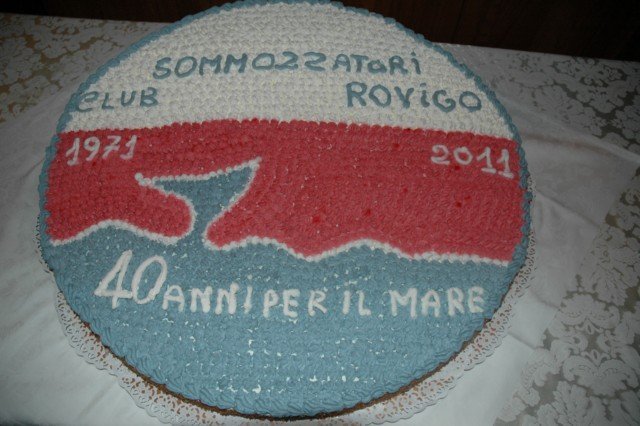 SOMMOZZATORi
CLUB ROViGO
1971 2011
40 ANNI PER IL MARE